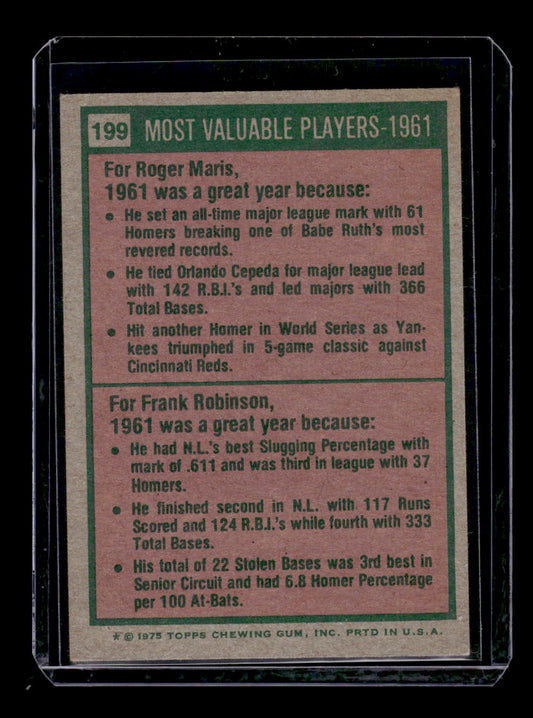 199 MOST VALUABLE PLAYERS-1961
For Roger Maris,
1961 was a great year because:
• He set an all-time major league mark with 61
Homers breaking one of Babe Ruth's most
revered records.
• He tied Orlando Cepeda for major league lead
with 142 R.B.I.'s and led majors with 366
Total Bases.
• Hit another Homer in World Series as Yan-
kees triumphed in 5-game classic against
Cincinnati Reds.
For Frank Robinson,
1961 was a great year because:
• He had N.L.'s best Slugging Percentage with
mark of .611 and was third in league with 37
Homers.
• He finished second in N.L. with 117 Runs
Scored and 124 R.B.I.'s while fourth with 333
Total Bases.
• His total of 22 Stolen Bases was 3rd best in
Senior Circuit and had 6.8 Homer Percentage
per 100 At-Bats.
★ © 1975 TOPPS CHEWING GUM, INC. PRTD IN U.S.A.